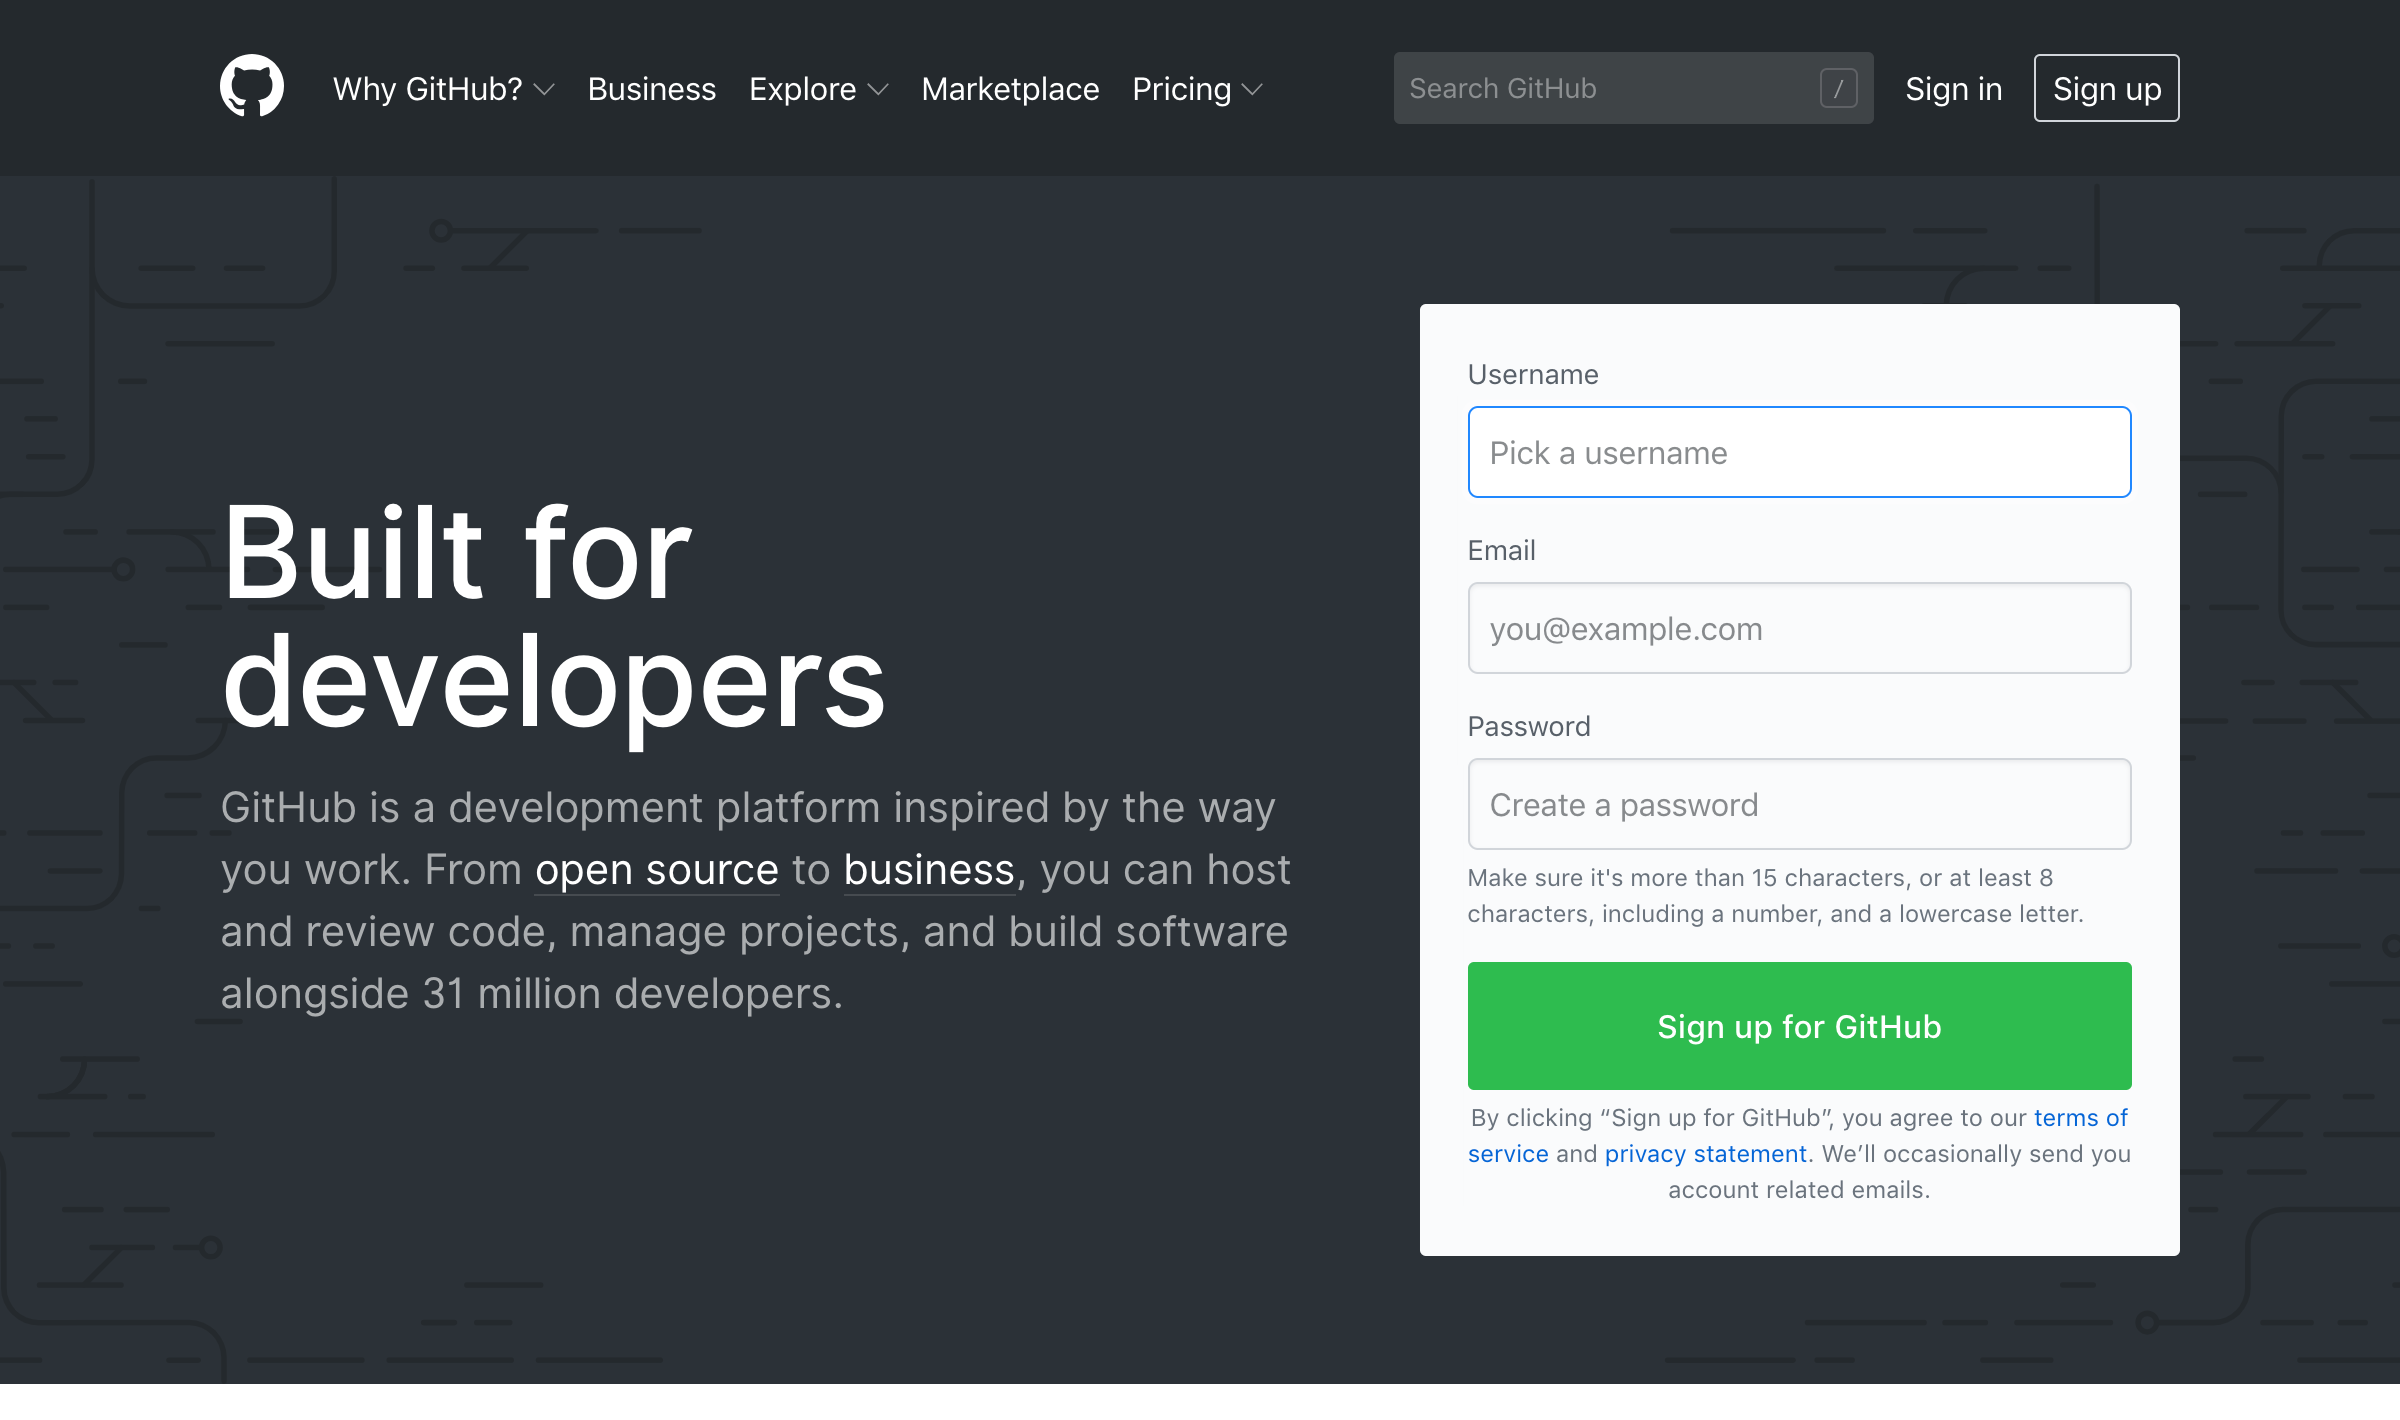 Why GitHub? Business Explore Marketplace Pricing Search GitHub / Sign in Sign up
Built for
developers
GitHub is a development platform inspired by the way
you work. From open source to business, you can host
and review code, manage projects, and build software
alongside 31 million developers.
Username
Pick a username
Email
you@example.com
Password
Create a password
Make sure it's more than 15 characters, or at least 8
characters, including a number, and a lowercase letter.
Sign up for GitHub
By clicking “Sign up for GitHub”, you agree to our terms of
service and privacy statement. We’ll occasionally send you
account related emails.